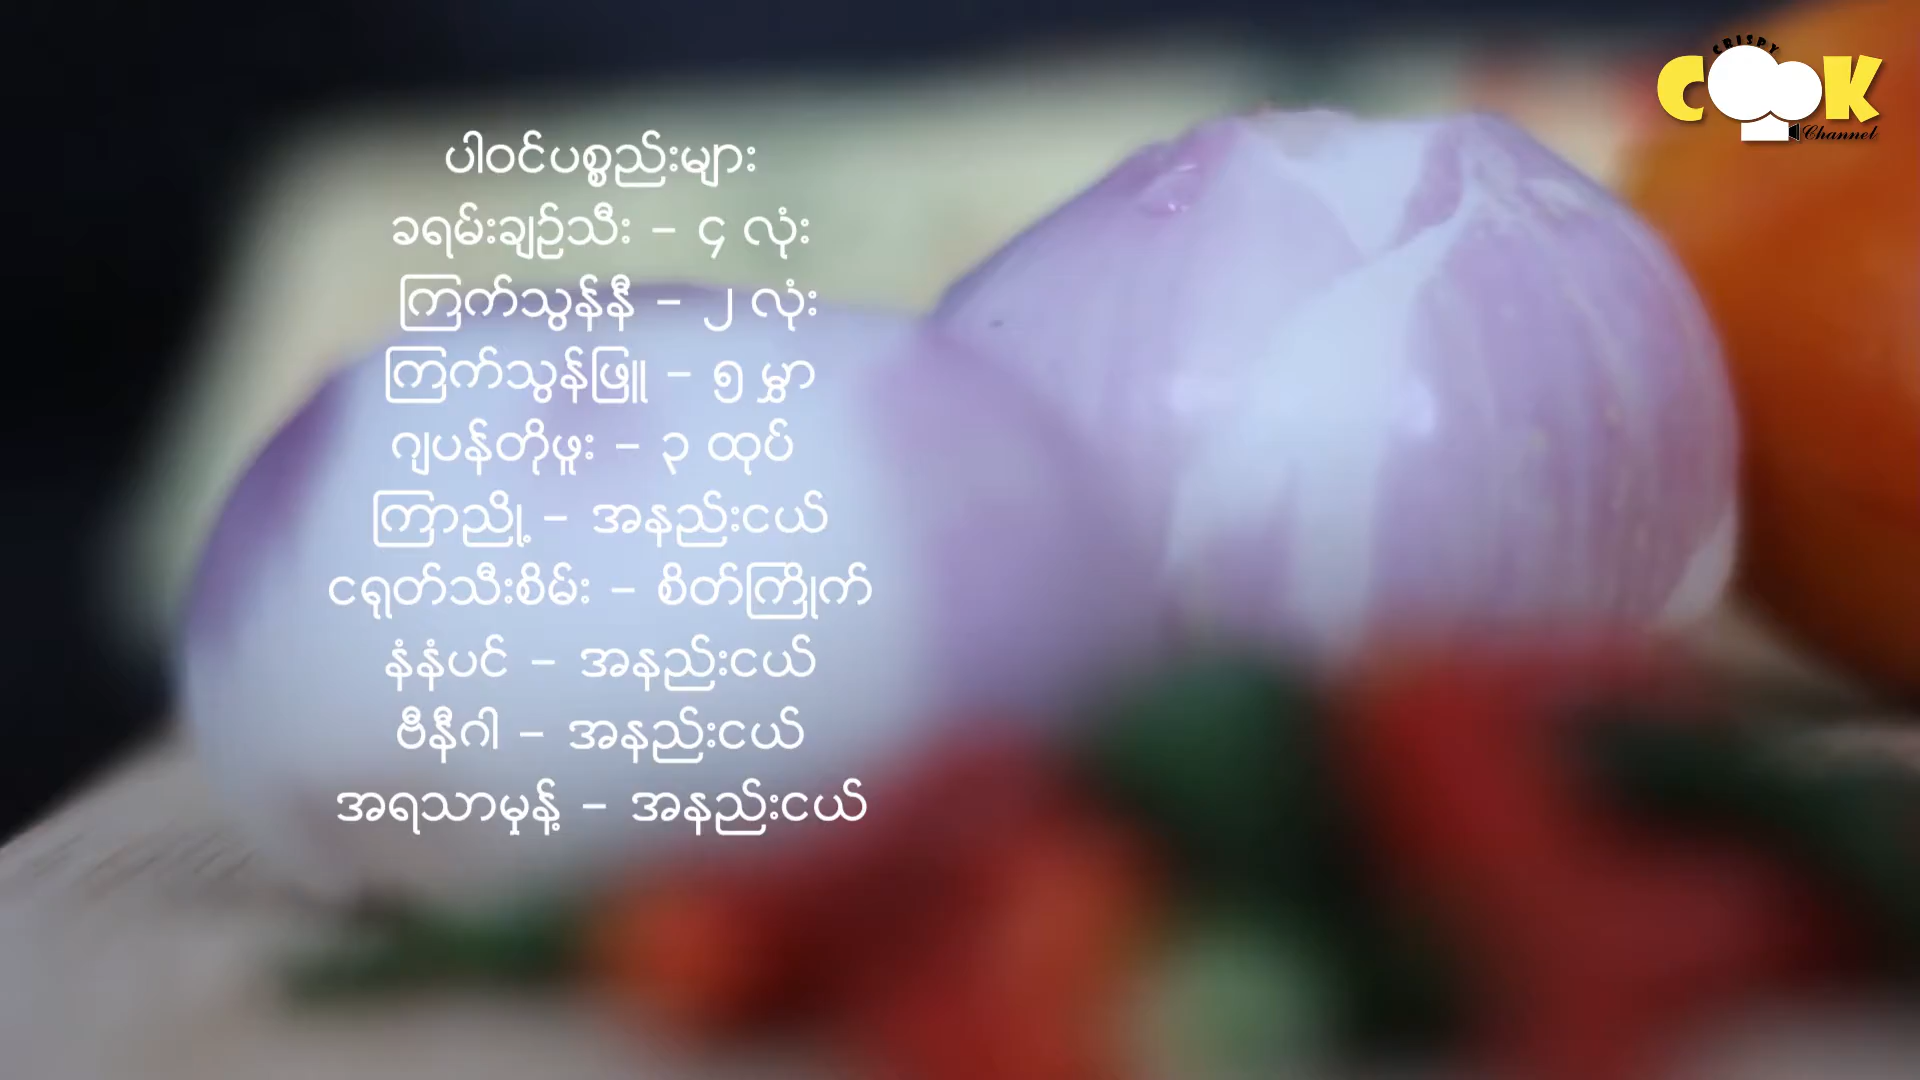 CRISPY
COOK
Channel
ပါဝင်ပစ္စည်းများ
ခရမ်းချဉ်သီး - ၄ လုံး
ကြက်သွန်နီ - ၂ လုံး
ကြက်သွန်ဖြူ - ၅ မွှာ
ဂျပန်တိုဖူး - ၃ ထုပ်
ကြာညို့ - အနည်းငယ်
ငရုတ်သီးစိမ်း - စိတ်ကြိုက်
နံနံပင် - အနည်းငယ်
ဗီနီဂါ - အနည်းငယ်
အရသာမှုန့် - အနည်းငယ်